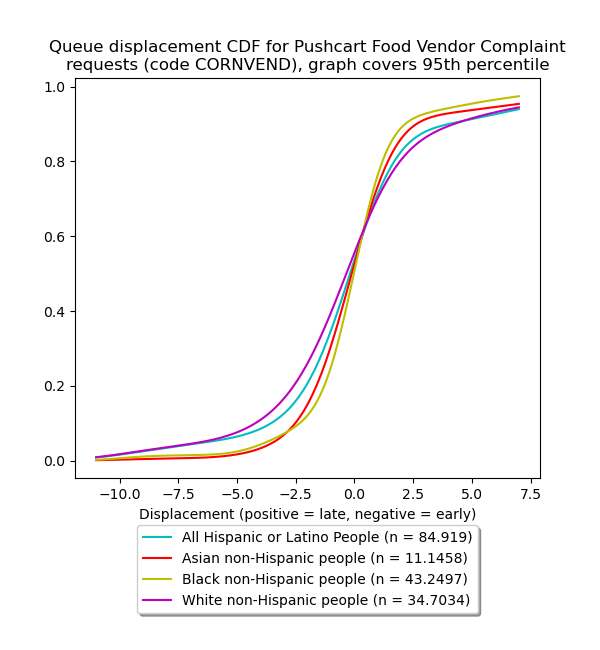 Queue displacement CDF for Pushcart Food Vendor Complaint
requests (code CORNVEND), graph covers 95th percentile
1.0
0.8
0.6
0.4
0.2
0.0
−10.0 −7.5 −5.0 −2.5 0.0 2.5 5.0 7.5
Displacement (positive = late, negative = early)
All Hispanic or Latino People (n = 84.919)
Asian non-Hispanic people (n = 11.1458)
Black non-Hispanic people (n = 43.2497)
White non-Hispanic people (n = 34.7034)